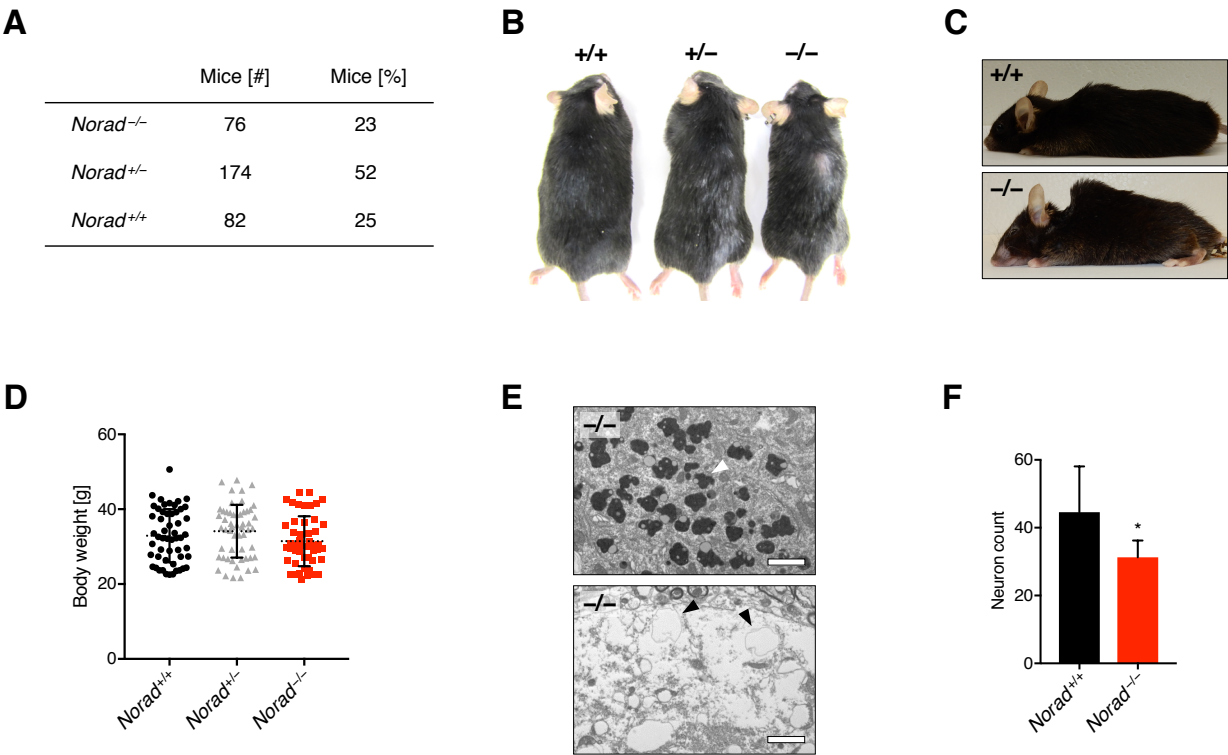 A
Mice [#] Mice [%]
Norad−/− 76 23
Norad+/− 174 52
Norad+/+ 82 25
B
+/+ +/− −/−
C
+/+
−/−
D
Body weight [g]
60
40
20
0
Norad+/+ Norad+/− Norad−/−
E
−/−
−/−
F
Neuron count
60
40
20
0
*
Norad+/+ Norad−/−